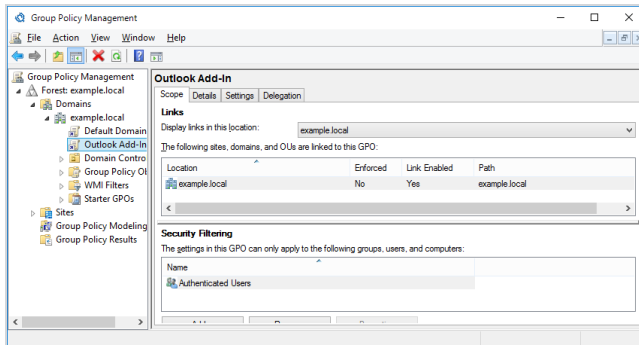 Group Policy Management
File Action View Window Help
Group Policy Management
Forest: example.local
Domains
example.local
Default Domain
Outlook Add-In
Domain Contro
Group Policy Ob
WMI Filters
Starter GPOs
Sites
Group Policy Modeling
Group Policy Results
Outlook Add-In
Scope Details Settings Delegation
Links
Display links in this location: example.local
The following sites, domains, and OUs are linked to this GPO:
Location Enforced Link Enabled Path
example.local No Yes example.local
Security Filtering
The settings in this GPO can only apply to the following groups, users, and computers:
Name
Authenticated Users